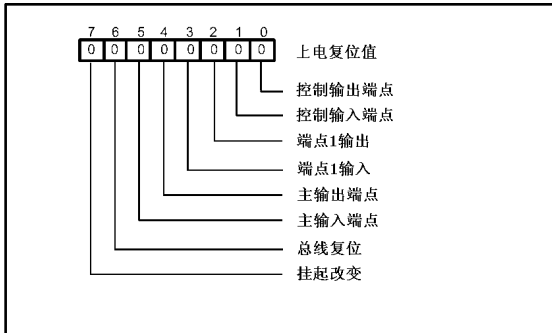 7 6 5 4 3 2 1 0
0 0 0 0 0 0 0 0 上电复位值
控制输出端点
控制输入端点
端点1输出
端点1输入
主输出端点
主输入端点
总线复位
挂起改变